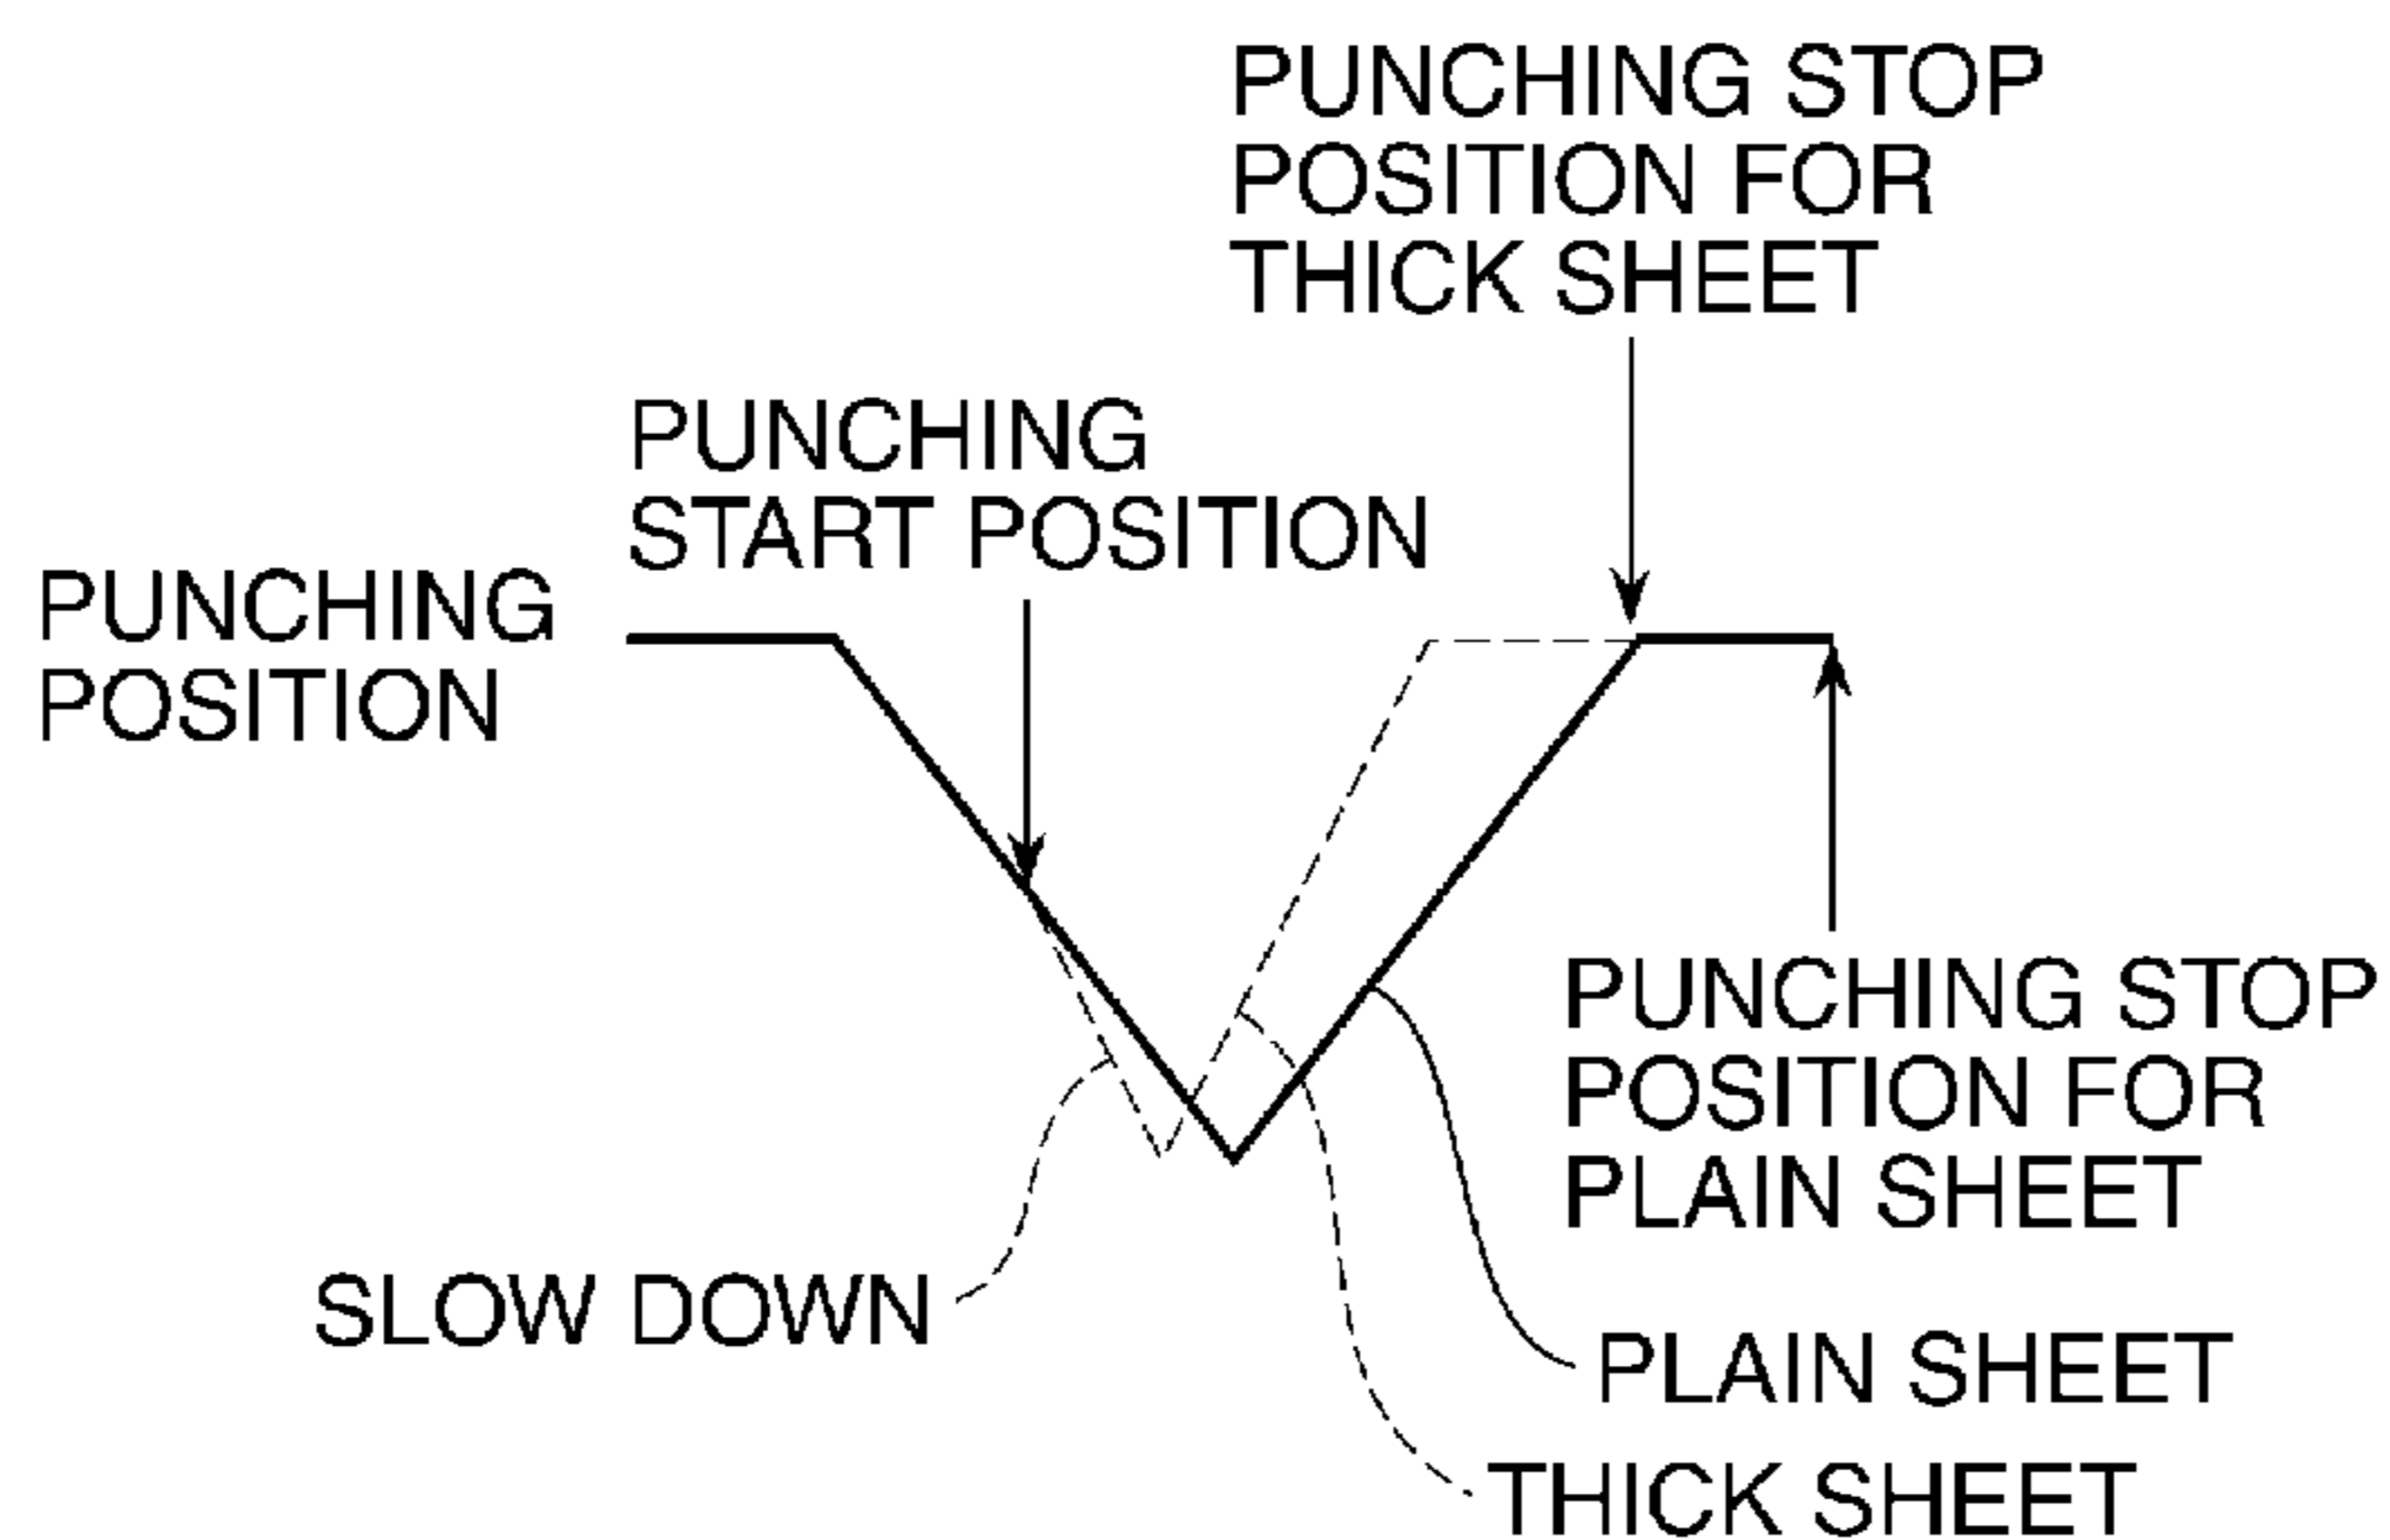 PUNCHING STOP
POSITION FOR
THICK SHEET
PUNCHING
START POSITION
PUNCHING
POSITION
PUNCHING STOP
POSITION FOR
PLAIN SHEET
SLOW DOWN
PLAIN SHEET
THICK SHEET